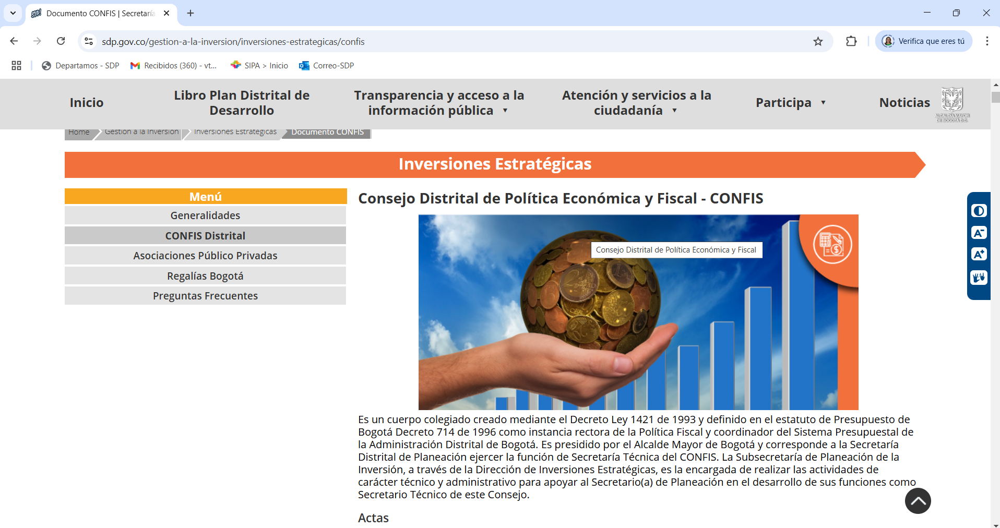 Documento CONFIS | Secretaría
sdp.gov.co/gestion-a-la-inversion/inversiones-estrategicas/confis
Verifica que eres tú
Departamos - SDP
Recibidos (360) - vt...
SIPA > Inicio
Correo-SDP
Inicio
Libro Plan Distrital de
Desarrollo
Transparencia y acceso a la
información pública
Atención y servicios a la
ciudadanía
Participa
Noticias
ALCALDÍA MAYOR
DE BOGOTÁ D.C.
Home
Gestion a la Inversion
Inversiones Estrategicas
Documento CONFIS
Inversiones Estratégicas
Menú
Generalidades
CONFIS Distrital
Asociaciones Público Privadas
Regalías Bogotá
Preguntas Frecuentes
Consejo Distrital de Política Económica y Fiscal - CONFIS
Consejo Distrital de Política Económica y Fiscal
A-
A+
Es un cuerpo colegiado creado mediante el Decreto Ley 1421 de 1993 y definido en el estatuto de Presupuesto de
Bogotá Decreto 714 de 1996 como instancia rectora de la Política Fiscal y coordinador del Sistema Presupuestal de
la Administración Distrital de Bogotá. Es presidido por el Alcalde Mayor de Bogotá y corresponde a la Secretaría
Distrital de Planeación ejercer la función de Secretaría Técnica del CONFIS. La Subsecretaría de Planeación de la
Inversión, a través de la Dirección de Inversiones Estratégicas, es la encargada de realizar las actividades de
carácter técnico y administrativo para apoyar al Secretario(a) de Planeación en el desarrollo de sus funciones como
Secretario Técnico de este Consejo.
Actas